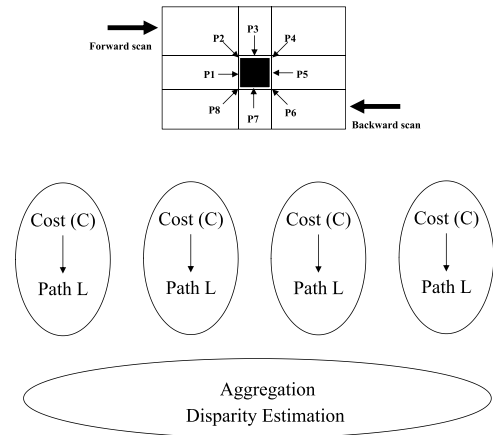 P2 P3 P4
Forward scan
P1 P5
P8 P7 P6
Backward scan
Cost (C) Cost (C) Cost (C) Cost (C)
Path L Path L Path L Path L
Aggregation
Disparity Estimation